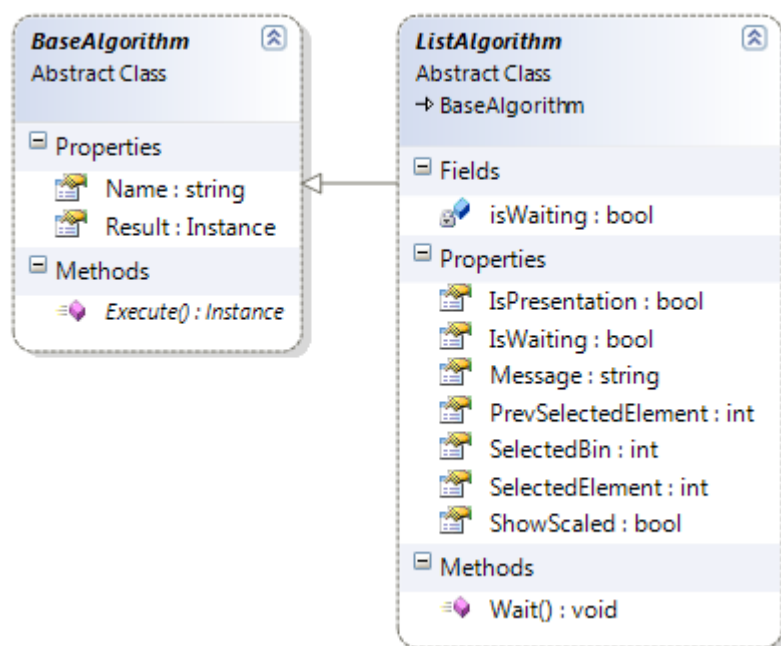 BaseAlgorithm
Abstract Class
Properties
Name : string
Result : Instance
Methods
Execute() : Instance
ListAlgorithm
Abstract Class
BaseAlgorithm
Fields
isWaiting : bool
Properties
IsPresentation : bool
IsWaiting : bool
Message : string
PrevSelectedElement : int
SelectedBin : int
SelectedElement : int
ShowScaled : bool
Methods
Wait() : void